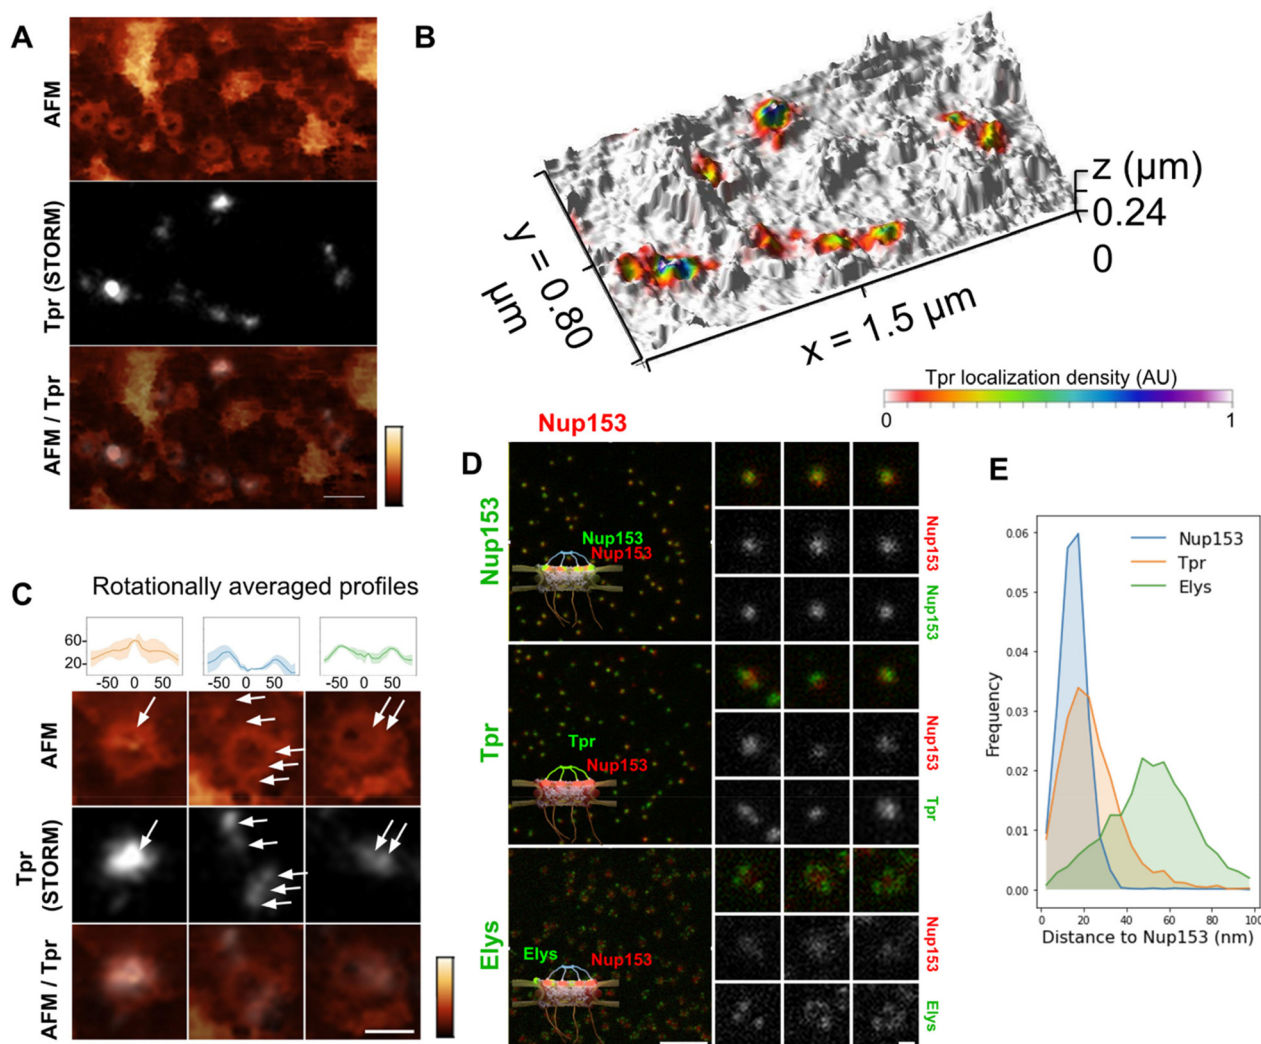 A
AFM
Tpr (STORM)
AFM / Tpr
B
z (µm)
0.24
0
y = 0.80
µm
x = 1.5 µm
Tpr localization density (AU)
0 1
C
Rotationally averaged profiles
60
20
-50 0 50
-50 0 50
-50 0 50
AFM
Tpr
(STORM)
AFM / Tpr
D
Nup153
Nup153
Nup153
Nup153
Nup153
Nup153
Tpr
Tpr
Nup153
Nup153
Tpr
Elys
Elys
Nup153
Nup153
Elys
E
Nup153
Tpr
Elys
Frequency
0.06
0.05
0.04
0.03
0.02
0.01
0.00
0 20 40 60 80 100
Distance to Nup153 (nm)